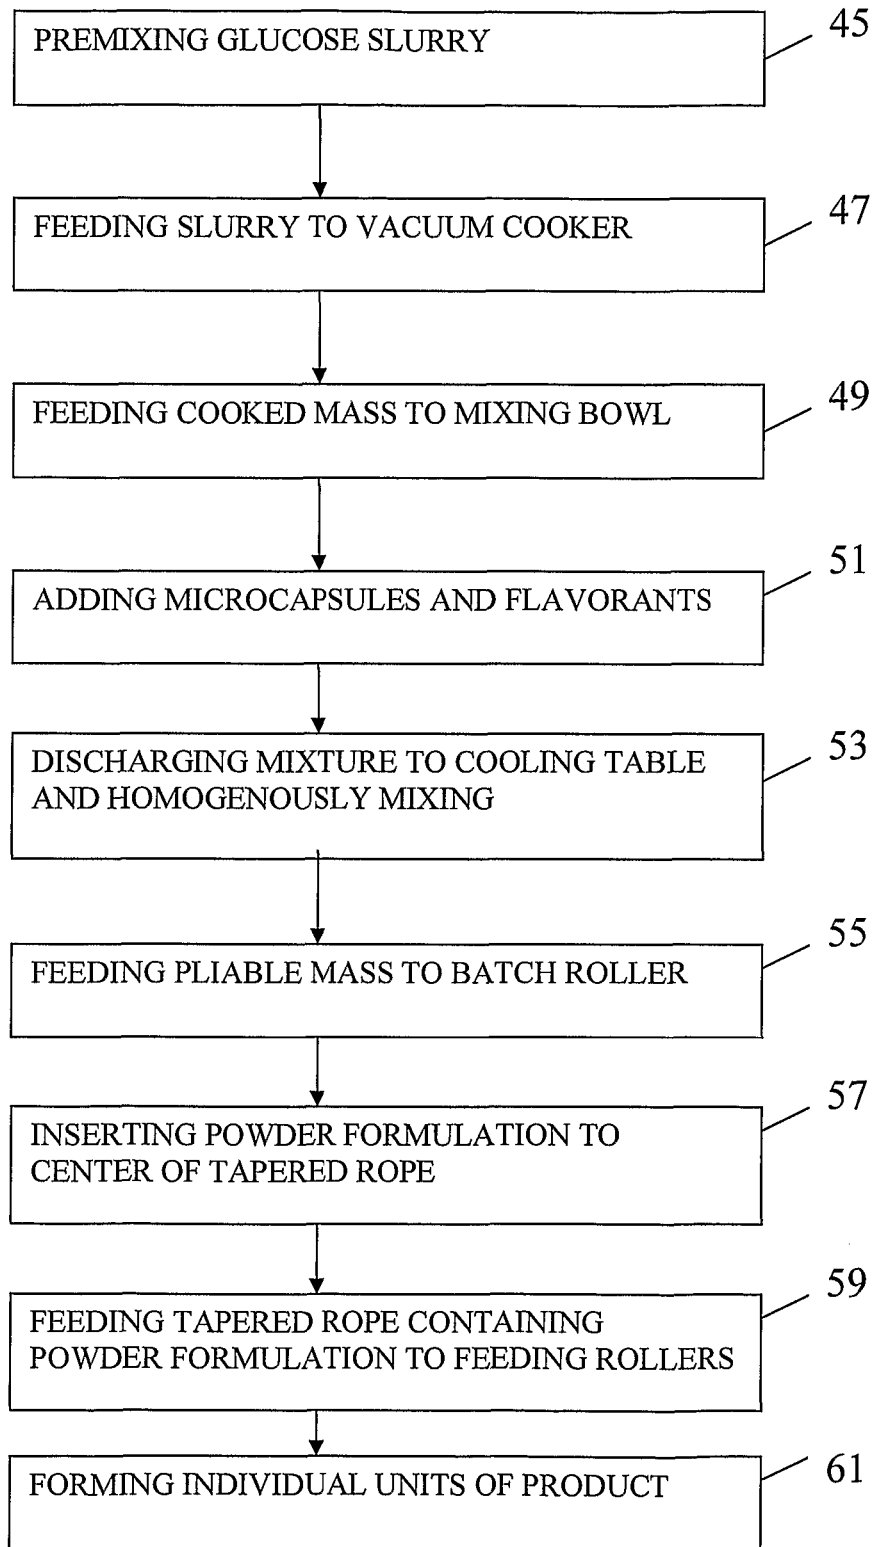 PREMIXING GLUCOSE SLURRY
45
FEEDING SLURRY TO VACUUM COOKER
47
FEEDING COOKED MASS TO MIXING BOWL
49
ADDING MICROCAPSULES AND FLAVORANTS
51
DISCHARGING MIXTURE TO COOLING TABLE
AND HOMOGENOUSLY MIXING
53
FEEDING PLIABLE MASS TO BATCH ROLLER
55
INSERTING POWDER FORMULATION TO
CENTER OF TAPERED ROPE
57
FEEDING TAPERED ROPE CONTAINING
POWDER FORMULATION TO FEEDING ROLLERS
59
FORMING INDIVIDUAL UNITS OF PRODUCT
61